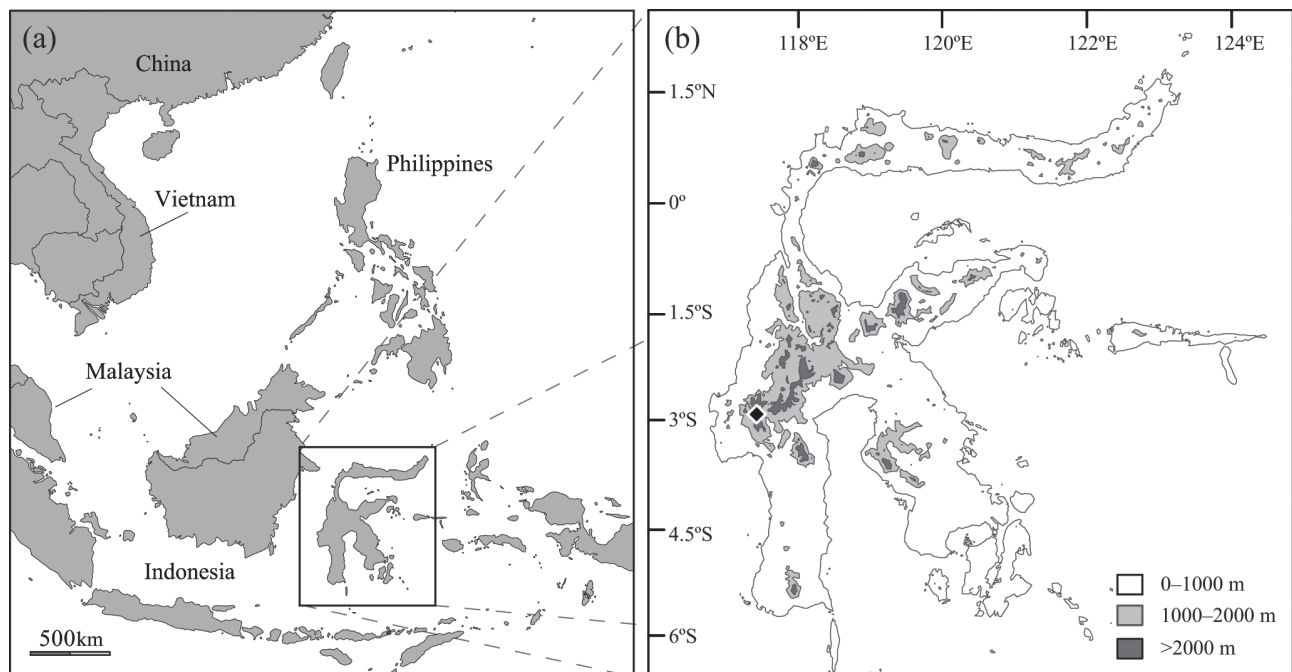 (a)
China
Philippines
Vietnam
Malaysia
Indonesia
500km
(b)
118ºE 120ºE 122ºE 124ºE
1.5ºN
0º
1.5ºS
3ºS
4.5ºS
6ºS
0–1000 m
1000–2000 m
>2000 m